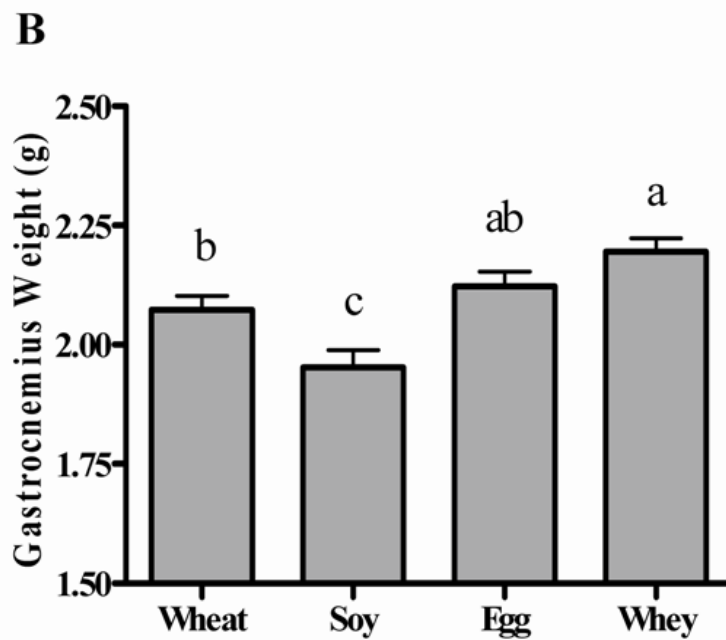 B
Gastrocnemius Weight (g)
2.50
2.25
2.00
1.75
1.50
b
c
ab
a
Wheat
Soy
Egg
Whey